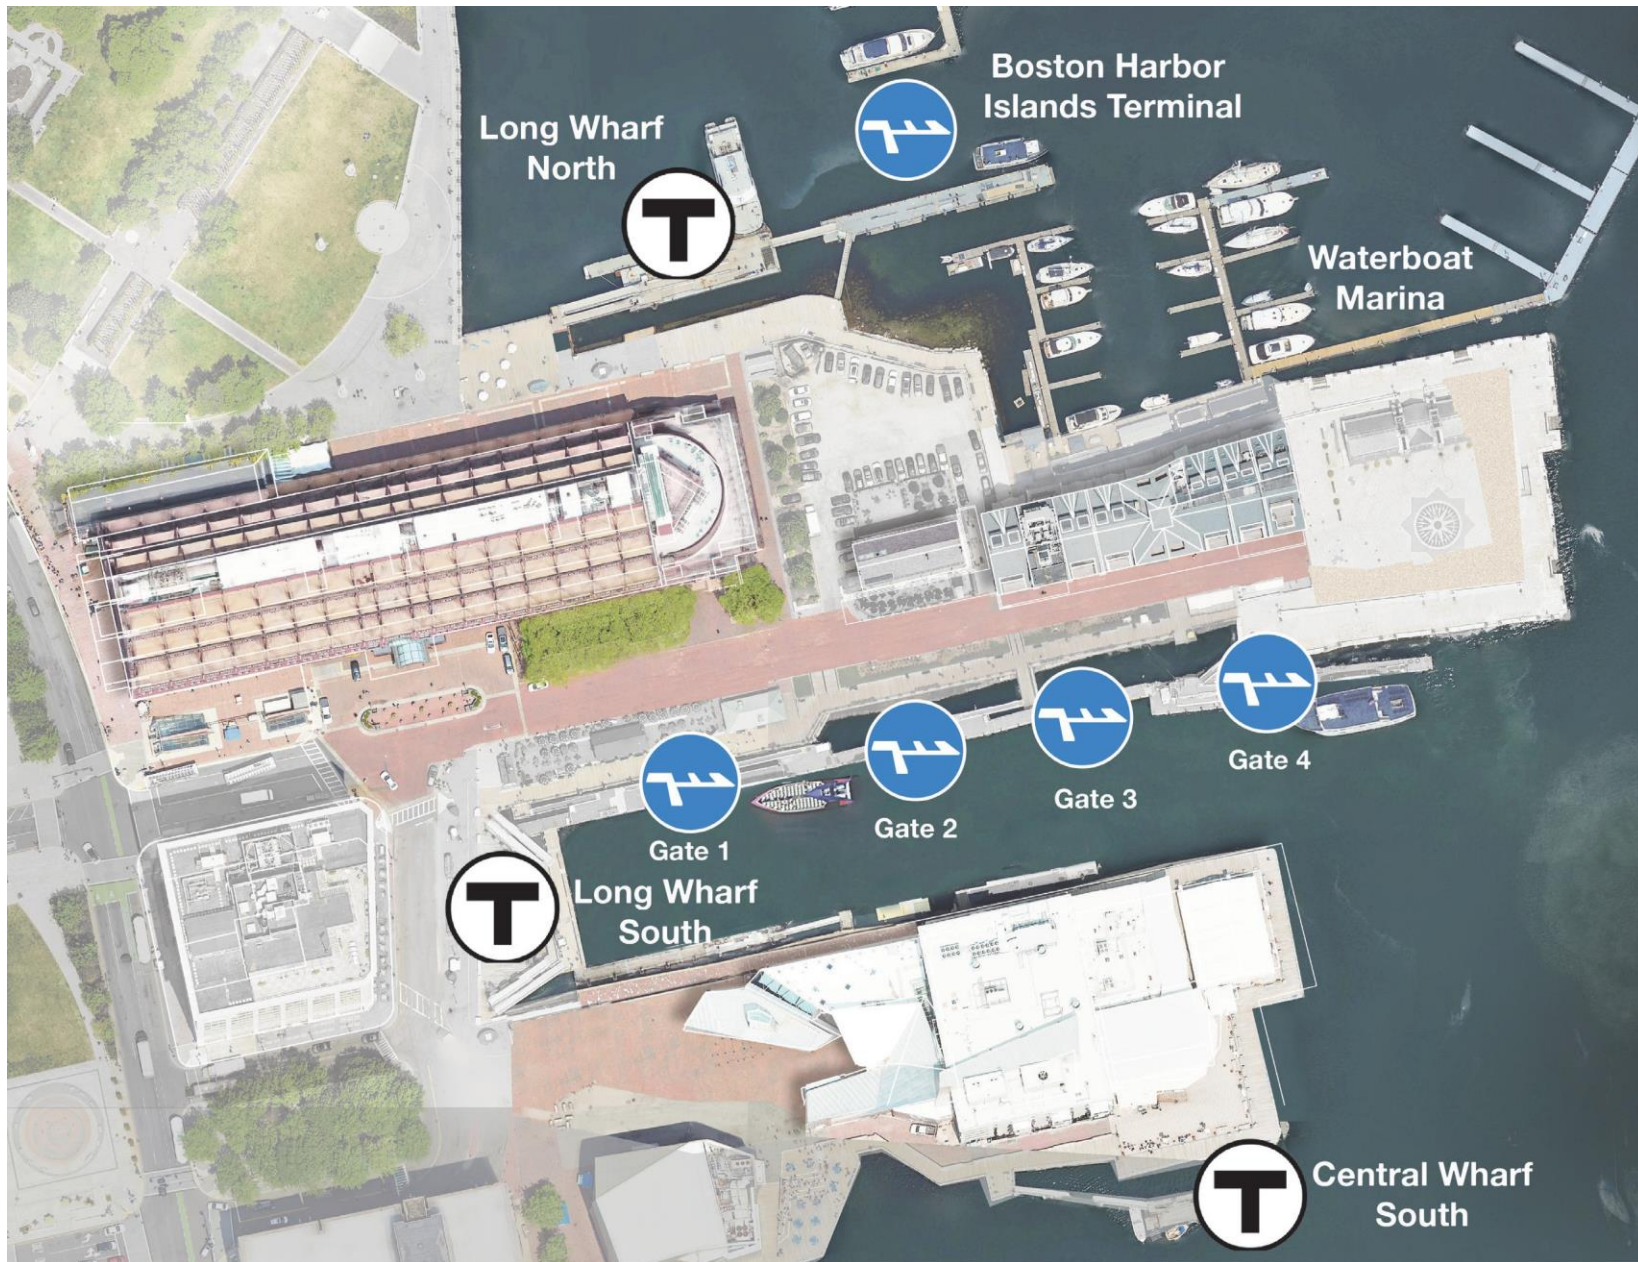 Boston Harbor
Islands Terminal
Long Wharf
North
T
Waterboat
Marina
Gate 4
Gate 3
Gate 2
Gate 1
T
Long Wharf
South
T
Central Wharf
South